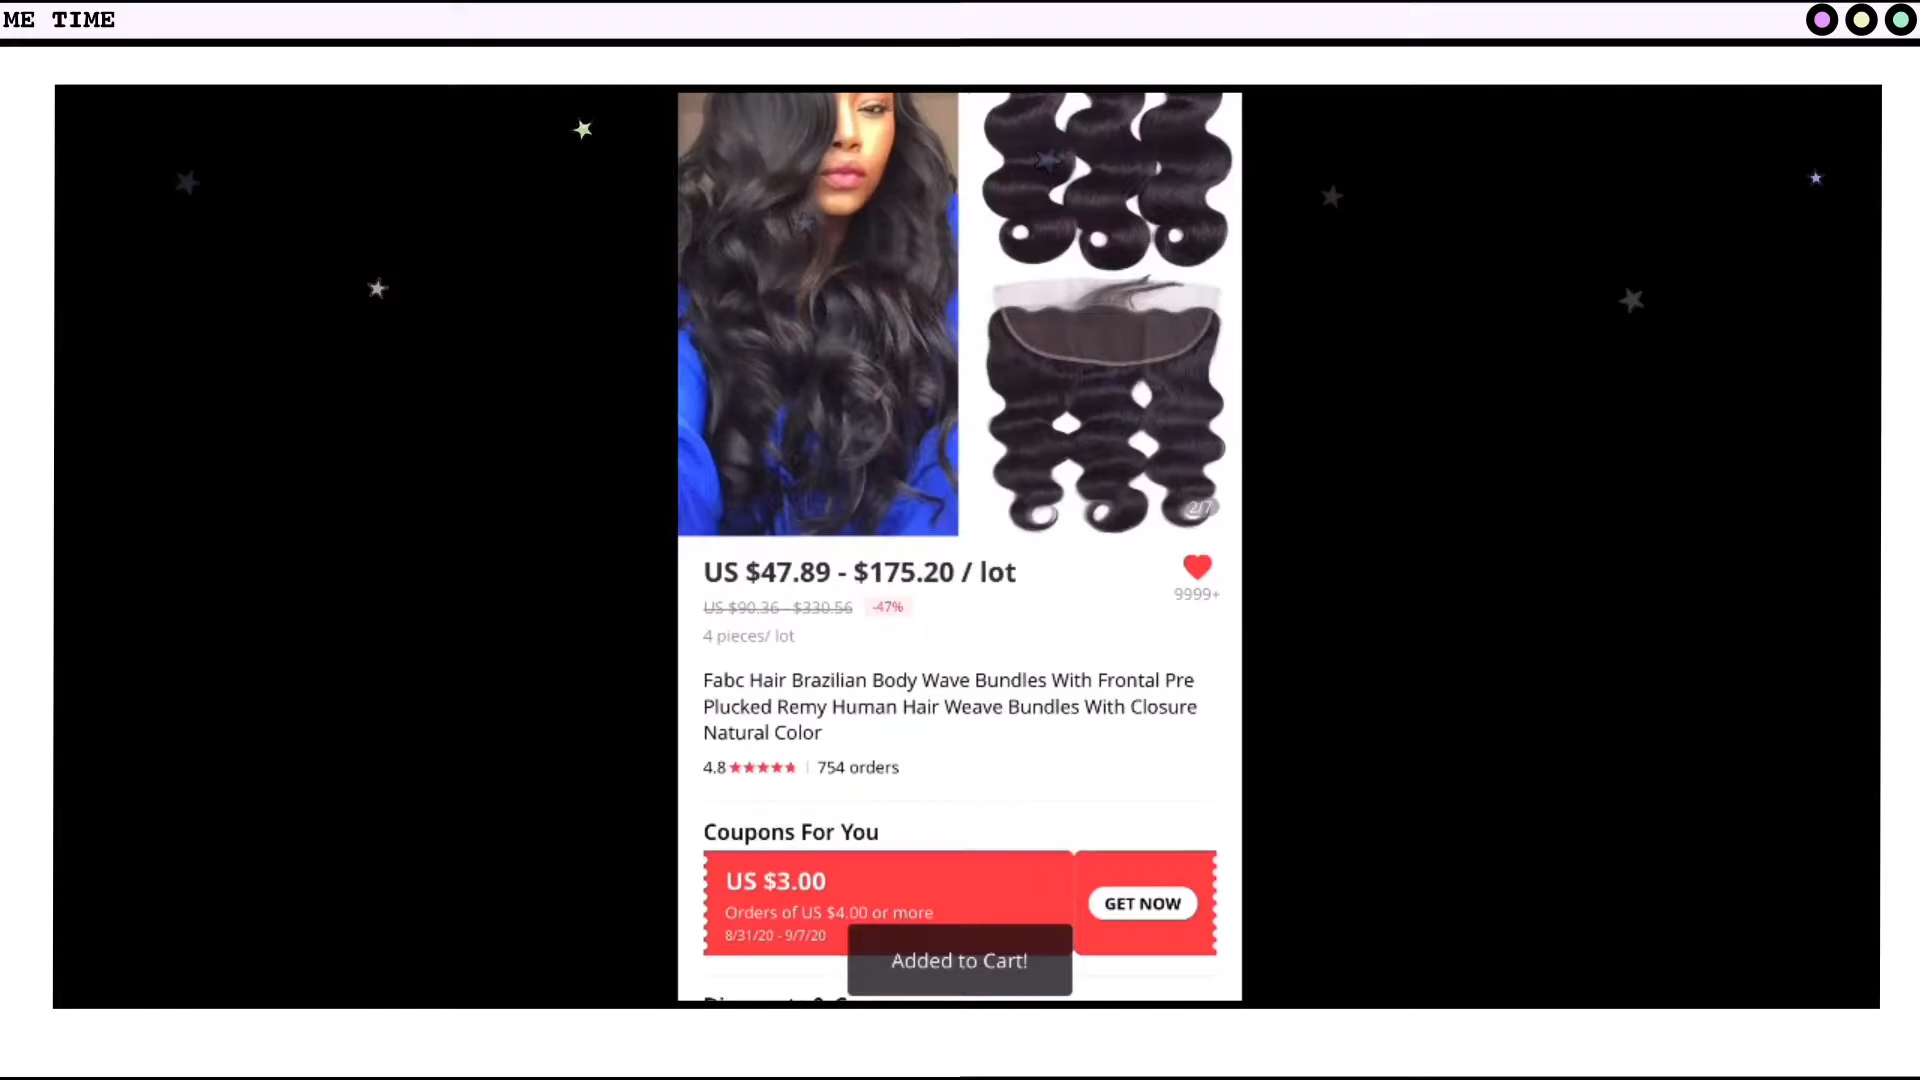 ME TIME
2/7
US $47.89 - $175.20 / lot
9999+
US $90.36 - $330.56 -47%
4 pieces/ lot
Fabc Hair Brazilian Body Wave Bundles With Frontal Pre
Plucked Remy Human Hair Weave Bundles With Closure
Natural Color
4.8 754 orders
Coupons For You
US $3.00
Orders of US $4.00 or more
8/31/20 - 9/7/20
GET NOW
Added to Cart!